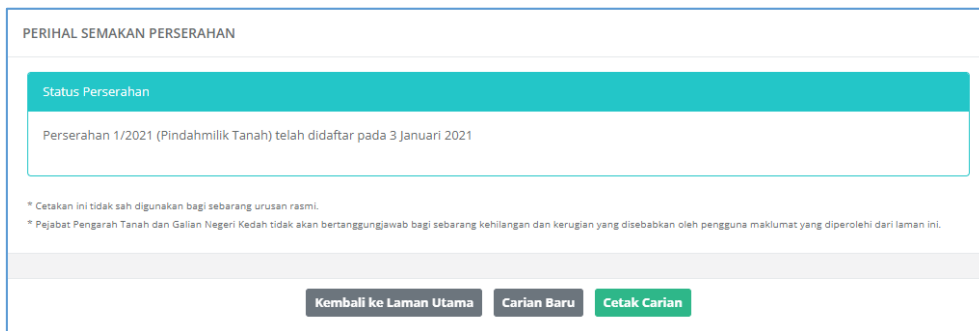 PERIHAL SEMAKAN PERSERAHAN
Status Perserahan
Perserahan 1/2021 (Pindahmilik Tanah) telah didaftar pada 3 Januari 2021
* Cetakan ini tidak sah digunakan bagi sebarang urusan rasmi.
* Pejabat Pengarah Tanah dan Galian Negeri Kedah tidak akan bertanggungjawab bagi sebarang kehilangan dan kerugian yang disebabkan oleh pengguna maklumat yang diperolehi dari laman ini.
Kembali ke Laman Utama Carian Baru Cetak Carian